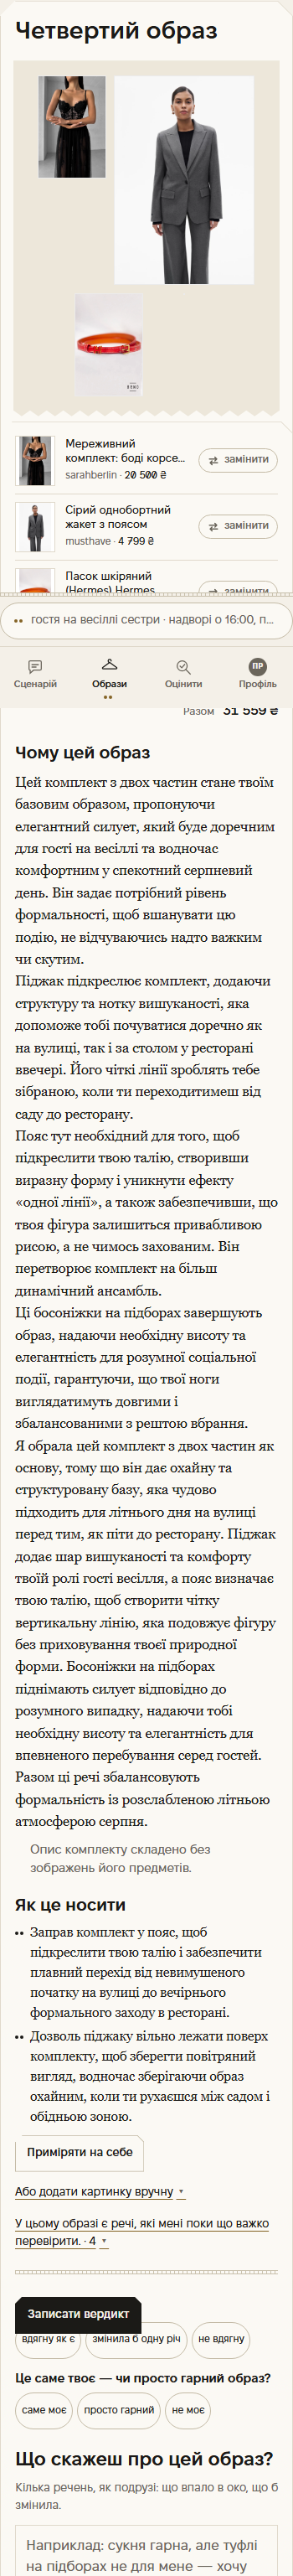 Четвертий образ
Мереживний
комплект: боді корсе...
sarahberlin · 20 500 ₴
замінити
Сірий однобортний
жакет з поясом
musthave · 4 799 ₴
замінити
Пасок шкіряний
(Hermes) Hermes
замінити
гостя на весіллі сестри · надворі о 16:00, п...
Сценарій
Образи
Оцінити
ПР
Профіль
Разом 31 559 ₴
Чому цей образ
Цей комплект з двох частин стане твоїм
базовим образом, пропонуючи
елегантний силует, який буде доречним
для гості на весіллі та водночас
комфортним у спекотний серпневий
день. Він задає потрібний рівень
формальності, щоб вшанувати цю
подію, не відчуваючись надто важким
чи скутим.
Піджак підкреслює комплект, додаючи
структуру та нотку вишуканості, яка
допоможе тобі почуватися доречно як
на вулиці, так і за столом у ресторані
ввечері. Його чіткі лінії зроблять тебе
зібраною, коли ти переходитимеш від
саду до ресторану.
Пояс тут необхідний для того, щоб
підкреслити твою талію, створивши
виразну форму і уникнути ефекту
«одної лінії», а також забезпечивши, що
твоя фігура залишиться привабливою
рисою, а не чимось захованим. Він
перетворює комплект на більш
динамічний ансамбль.
Ці босоніжки на підборах завершують
образ, надаючи необхідну висоту та
елегантність для розумної соціальної
події, гарантуючи, що твої ноги
виглядатимуть довгими і
збалансованими з рештою вбрання.
Я обрала цей комплект з двох частин як
основу, тому що він дає охайну та
структуровану базу, яка чудово
підходить для літнього дня на вулиці
перед тим, як піти до ресторану. Піджак
додає шар вишуканості та комфорту
твоїй ролі гості весілля, а пояс визначає
твою талію, щоб створити чітку
вертикальну лінію, яка подовжує фігуру
без приховування твоєї природної
форми. Босоніжки на підборах
піднімають силует відповідно до
розумного випадку, надаючи тобі
необхідну висоту та елегантність для
впевненого перебування серед гостей.
Разом ці речі збалансовують
формальність із розслабленою літньою
атмосферою серпня.
Опис комплекту складено без
зображень його предметів.
Як це носити
Заправ комплект у пояс, щоб
підкреслити твою талію і забезпечити
плавний перехід від невимушеного
початку на вулиці до вечірнього
формального заходу в ресторані.
Дозволь піджаку вільно лежати поверх
комплекту, щоб зберегти повітряний
вигляд, водночас зберігаючи образ
охайним, коли ти рухаєшся між садом і
обідньою зоною.
Приміряти на себе
Або додати картинку вручну
У цьому образі є речі, які мені поки що важко
перевірити. · 4
Записати вердикт
вдягну як є
змінила б одну річ
не вдягну
Це саме твоє — чи просто гарний образ?
саме моє
просто гарний
не моє
Що скажеш про цей образ?
Кілька речень, як подрузі: що впало в око, що б
змінила.
Наприклад: сукня гарна, але туфлі
на підборах не для мене — хочу